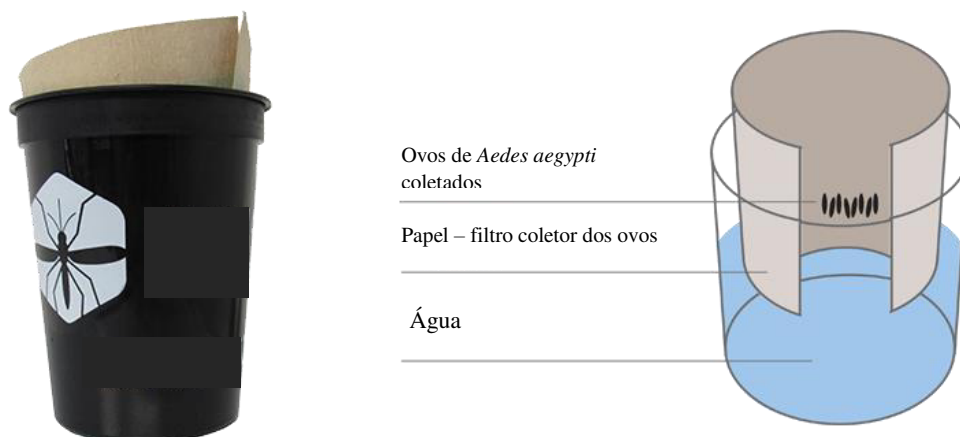 Ovos de Aedes aegypti
coletados
Papel – filtro coletor dos ovos
Água